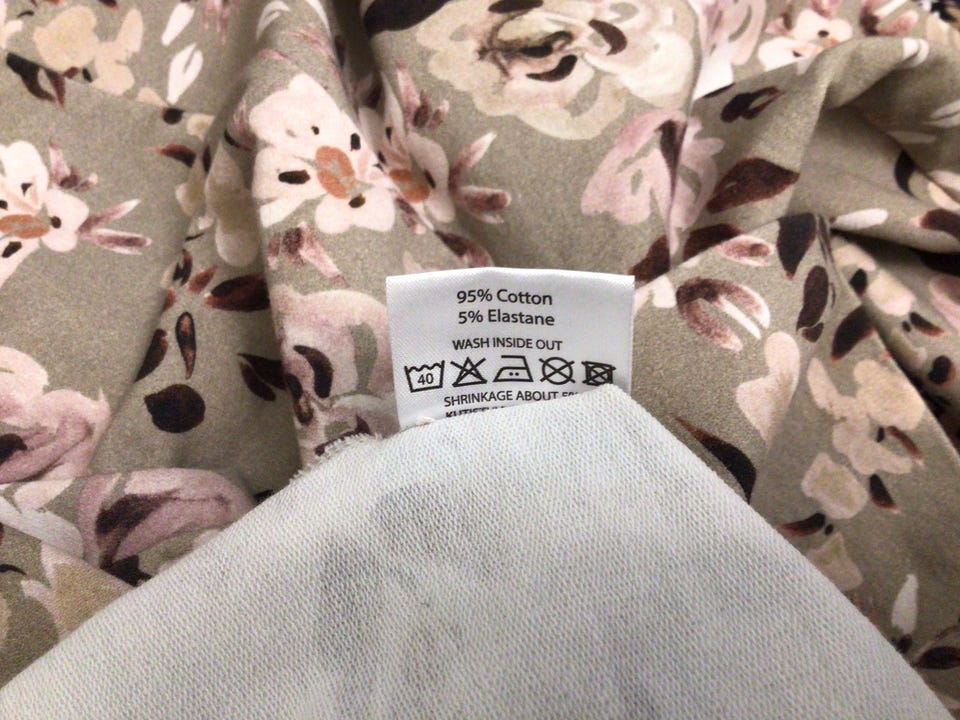 95% Cotton
5% Elastane
WASH INSIDE OUT
40
SHRINKAGE ABOUT